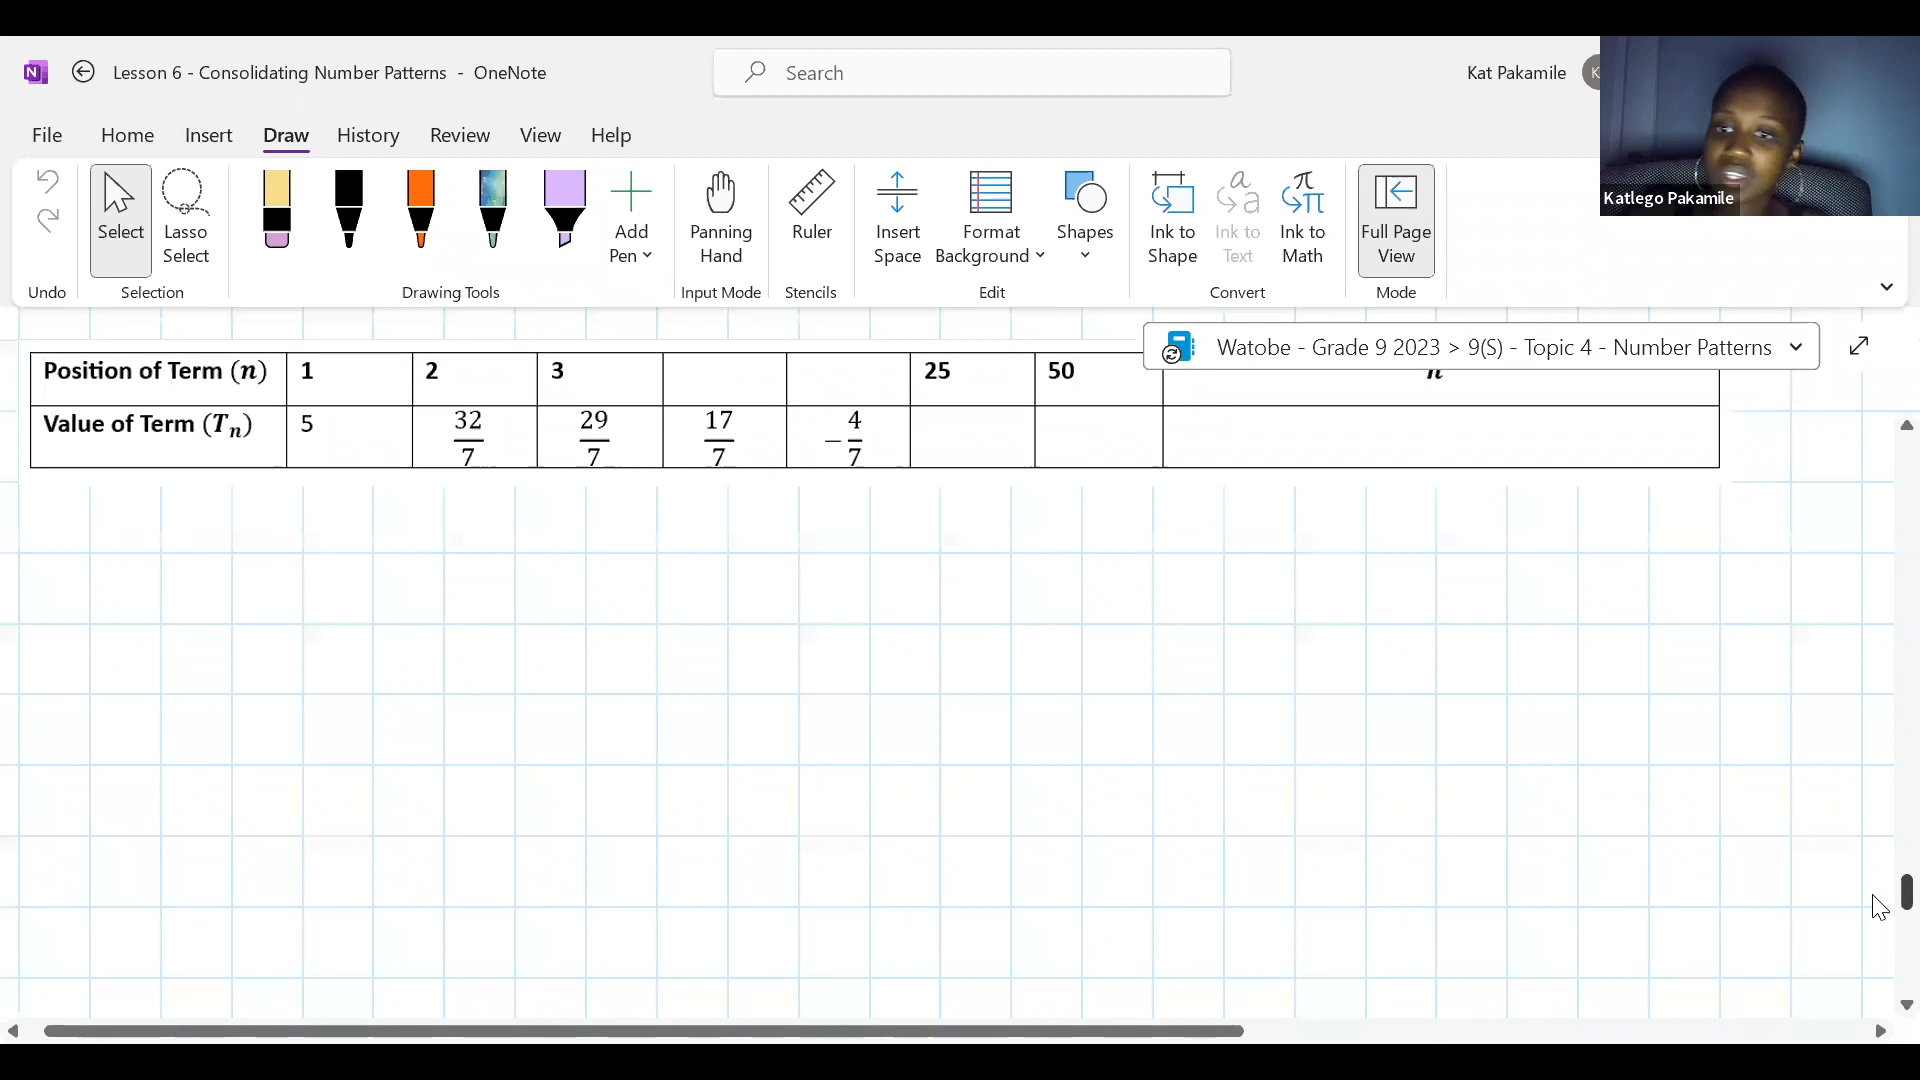 Lesson 6 - Consolidating Number Patterns - OneNote
Search
Kat Pakamile
K
File Home Insert Draw History Review View Help
Katlego Pakamile
Select
Lasso Select
Add Pen
Panning Hand
Ruler
Insert Space
Format Background
Shapes
Ink to Shape
Ink to Text
Ink to Math
Full Page View
Undo
Selection
Drawing Tools
Input Mode
Stencils
Edit
Convert
Mode
Watobe - Grade 9 2023 > 9(S) - Topic 4 - Number Patterns
Position of Term (n) 1 2 3 25 50 n
Value of Term (Tₙ) 5 32/7 29/7 17/7 −4/7